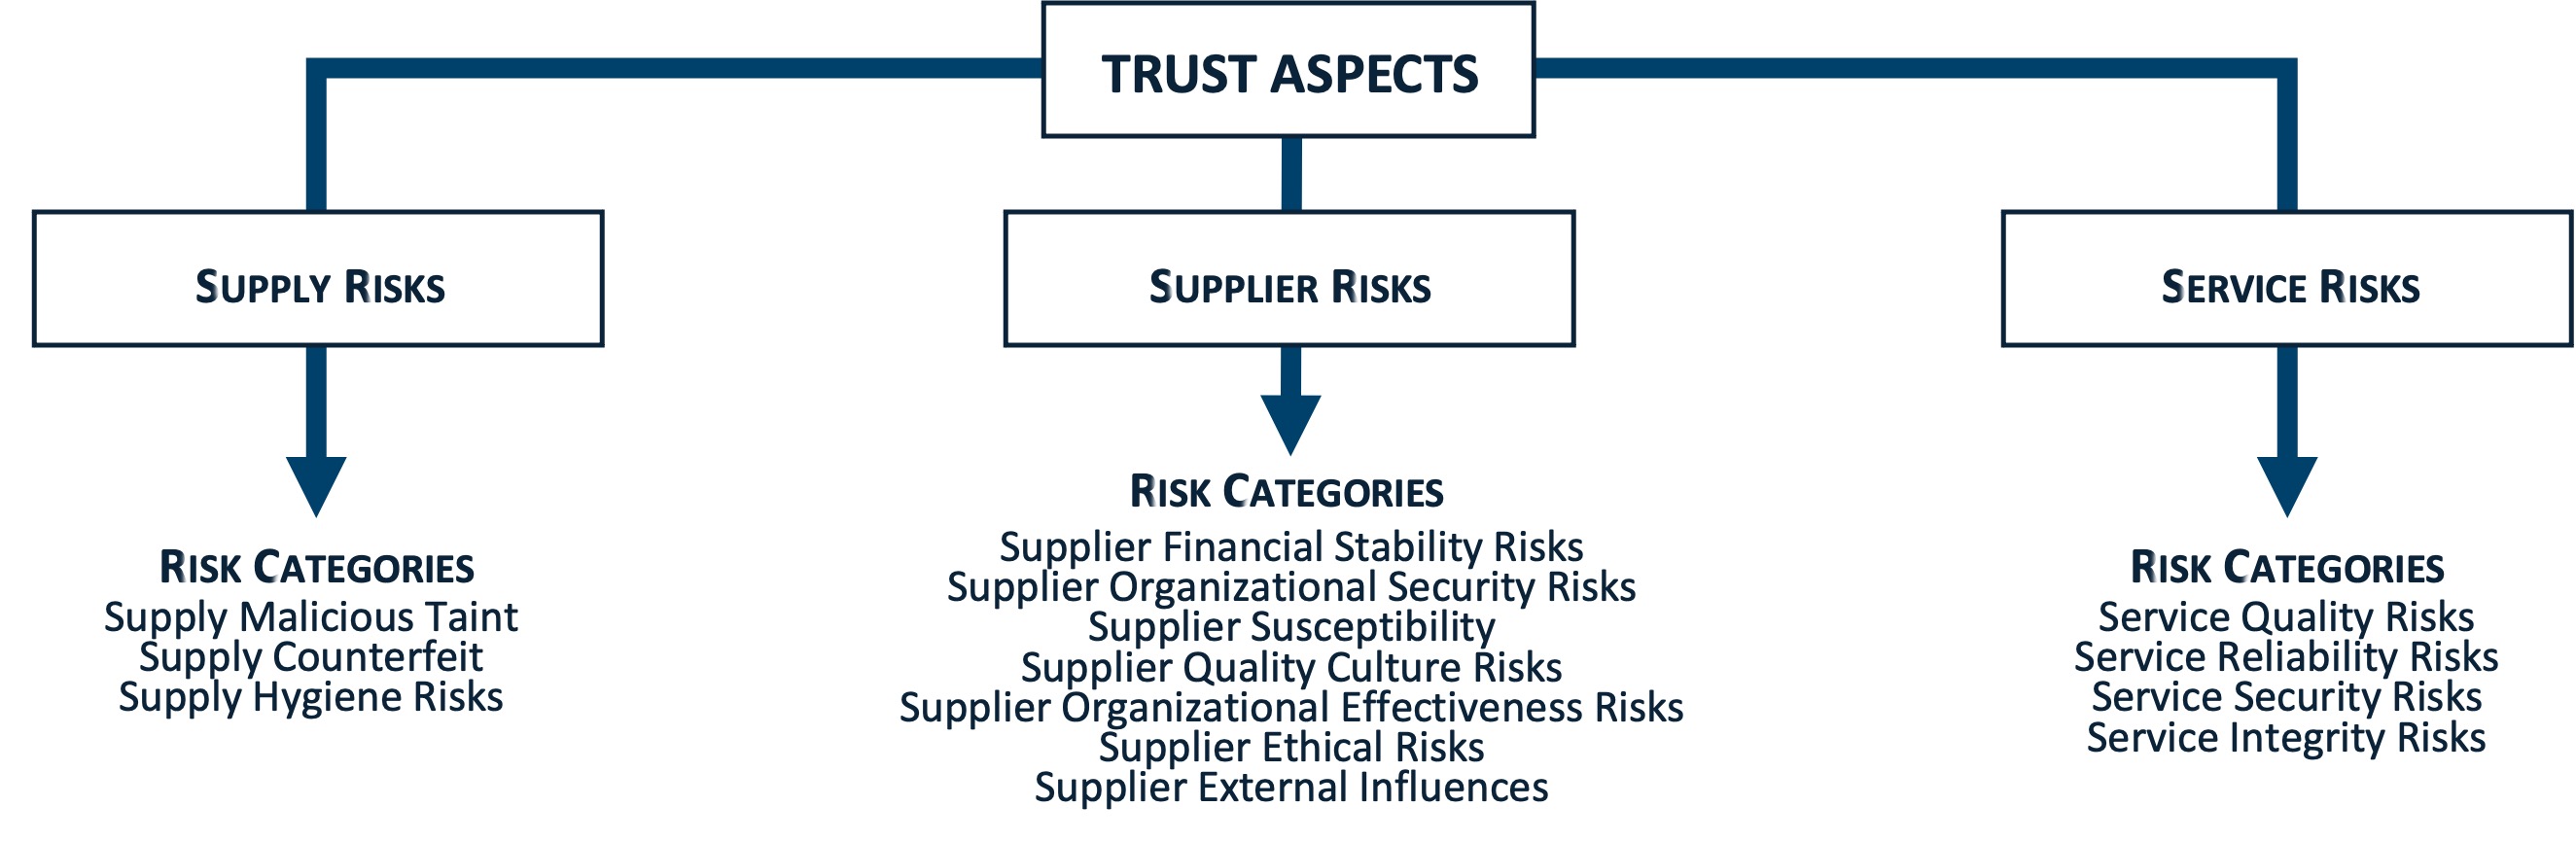 TRUST ASPECTS
SUPPLY RISKS
SUPPLIER RISKS
SERVICE RISKS
RISK CATEGORIES
Supply Malicious Taint
Supply Counterfeit
Supply Hygiene Risks
RISK CATEGORIES
Supplier Financial Stability Risks
Supplier Organizational Security Risks
Supplier Susceptibility
Supplier Quality Culture Risks
Supplier Organizational Effectiveness Risks
Supplier Ethical Risks
Supplier External Influences
RISK CATEGORIES
Service Quality Risks
Service Reliability Risks
Service Security Risks
Service Integrity Risks